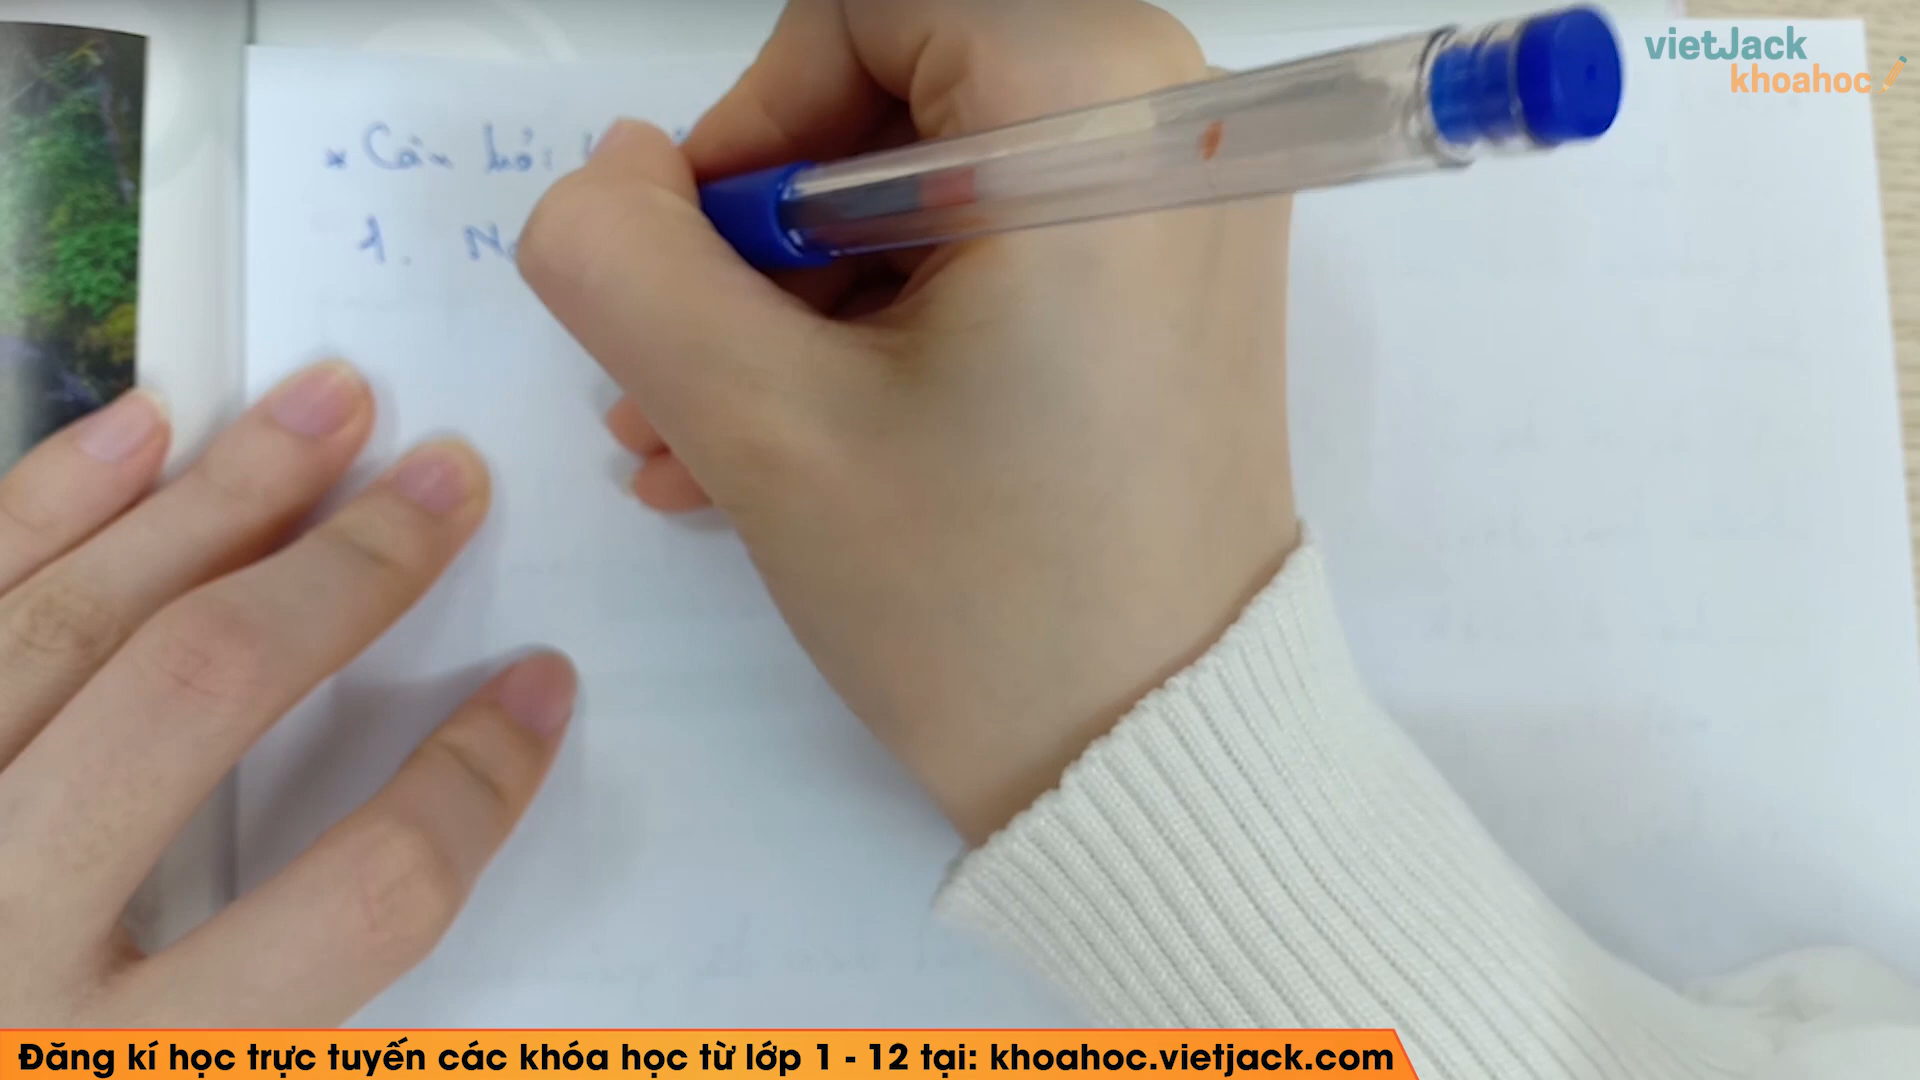 vietJack
khoahoc
* Câu hỏi
1.
Đăng kí học trực tuyến các khóa học từ lớp 1 - 12 tại: khoahoc.vietjack.com